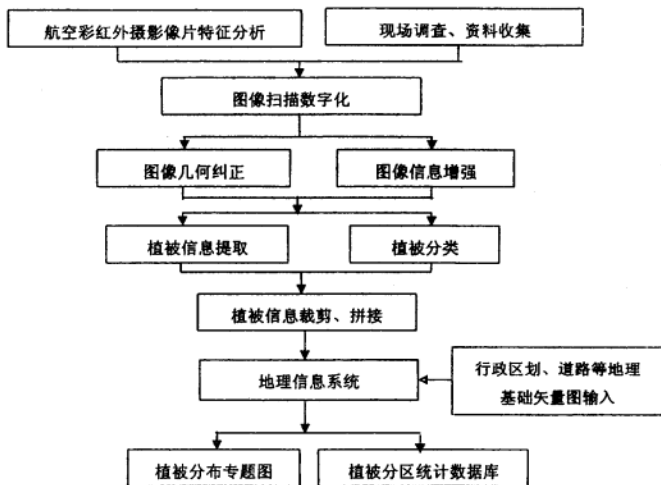 航空彩红外摄影像片特征分析
现场调查、资料收集
图像扫描数字化
图像几何纠正
图像信息增强
植被信息提取
植被分类
植被信息裁剪、拼接
地理信息系统
行政区划、道路等地理
基础矢量图输入
植被分布专题图
植被分区统计数据库